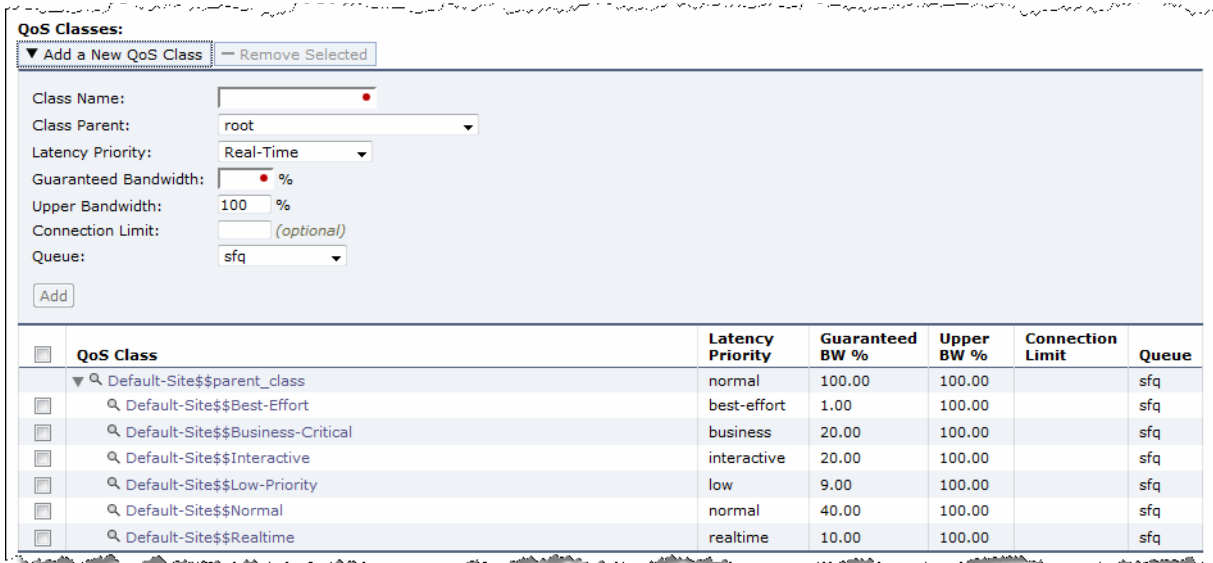 QoS Classes:
▼ Add a New QoS Class — Remove Selected
Class Name:
Class Parent: root
Latency Priority: Real-Time
Guaranteed Bandwidth: %
Upper Bandwidth: 100 %
Connection Limit: (optional)
Queue: sfq
Add
QoS Class Latency Priority Guaranteed BW % Upper BW % Connection Limit Queue
Default-Site$$parent_class normal 100.00 100.00 sfq
Default-Site$$Best-Effort best-effort 1.00 100.00 sfq
Default-Site$$Business-Critical business 20.00 100.00 sfq
Default-Site$$Interactive interactive 20.00 100.00 sfq
Default-Site$$Low-Priority low 9.00 100.00 sfq
Default-Site$$Normal normal 40.00 100.00 sfq
Default-Site$$Realtime realtime 10.00 100.00 sfq